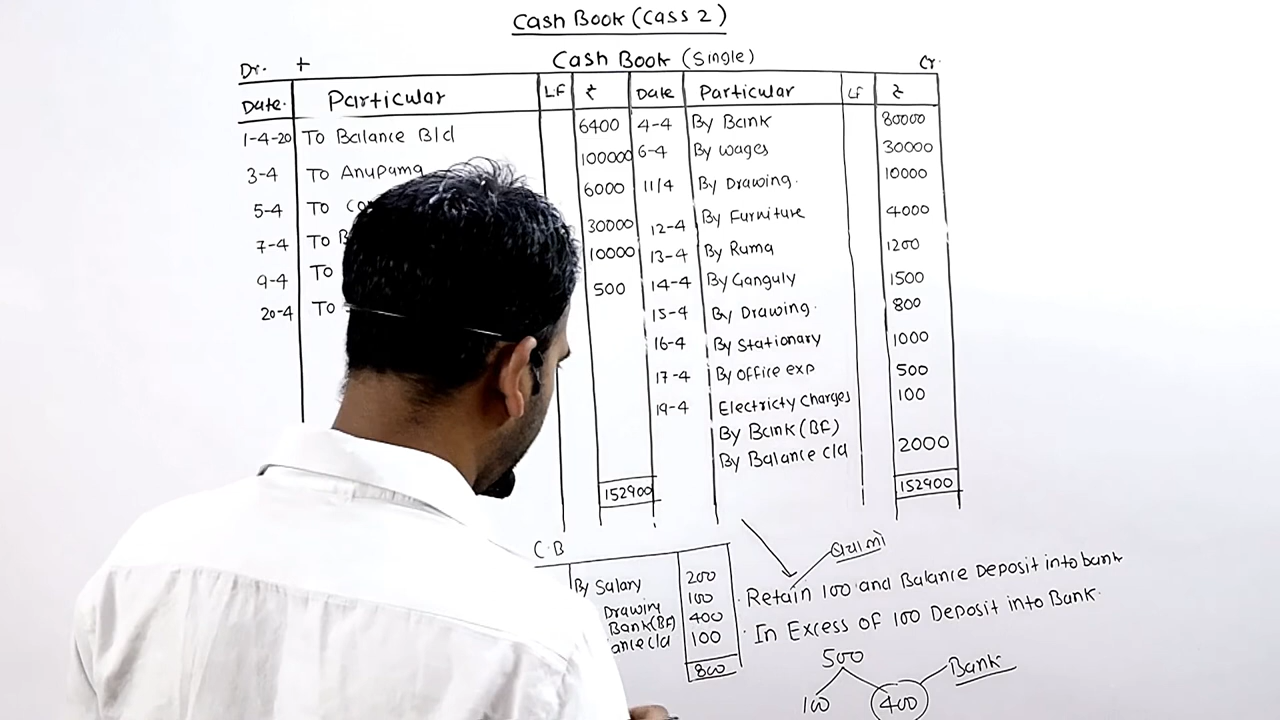 Cash Book (Cass 2)
Cash Book (Single)
Dr. + Cr.
Date. Particular L.F ₹ Date Particular LF ₹
1-4-20 To Balance B/d 6400 4-4 By Bank 80000
3-4 To Anupama 100000 6-4 By wages 30000
5-4 To 6000 11/4 By Drawing. 10000
7-4 To 30000 12-4 By Furniture 4000
9-4 To 10000 13-4 By Ruma 1200
20-4 To 500 14-4 By Ganguly 1500
15-4 By Drawing. 800
16-4 By Stationary 1000
17-4 By office exp 500
19-4 Electricty charges 100
By Bank (BF)
By Balance c/d 2000
152900 152900
C.B
By Salary 200
Drawing 100
Bank(BF) 400
lance c/d 100
800
Retain 100 and Balance Deposit into bank
In Excess of 100 Deposit into Bank.
500
100 400 Bank